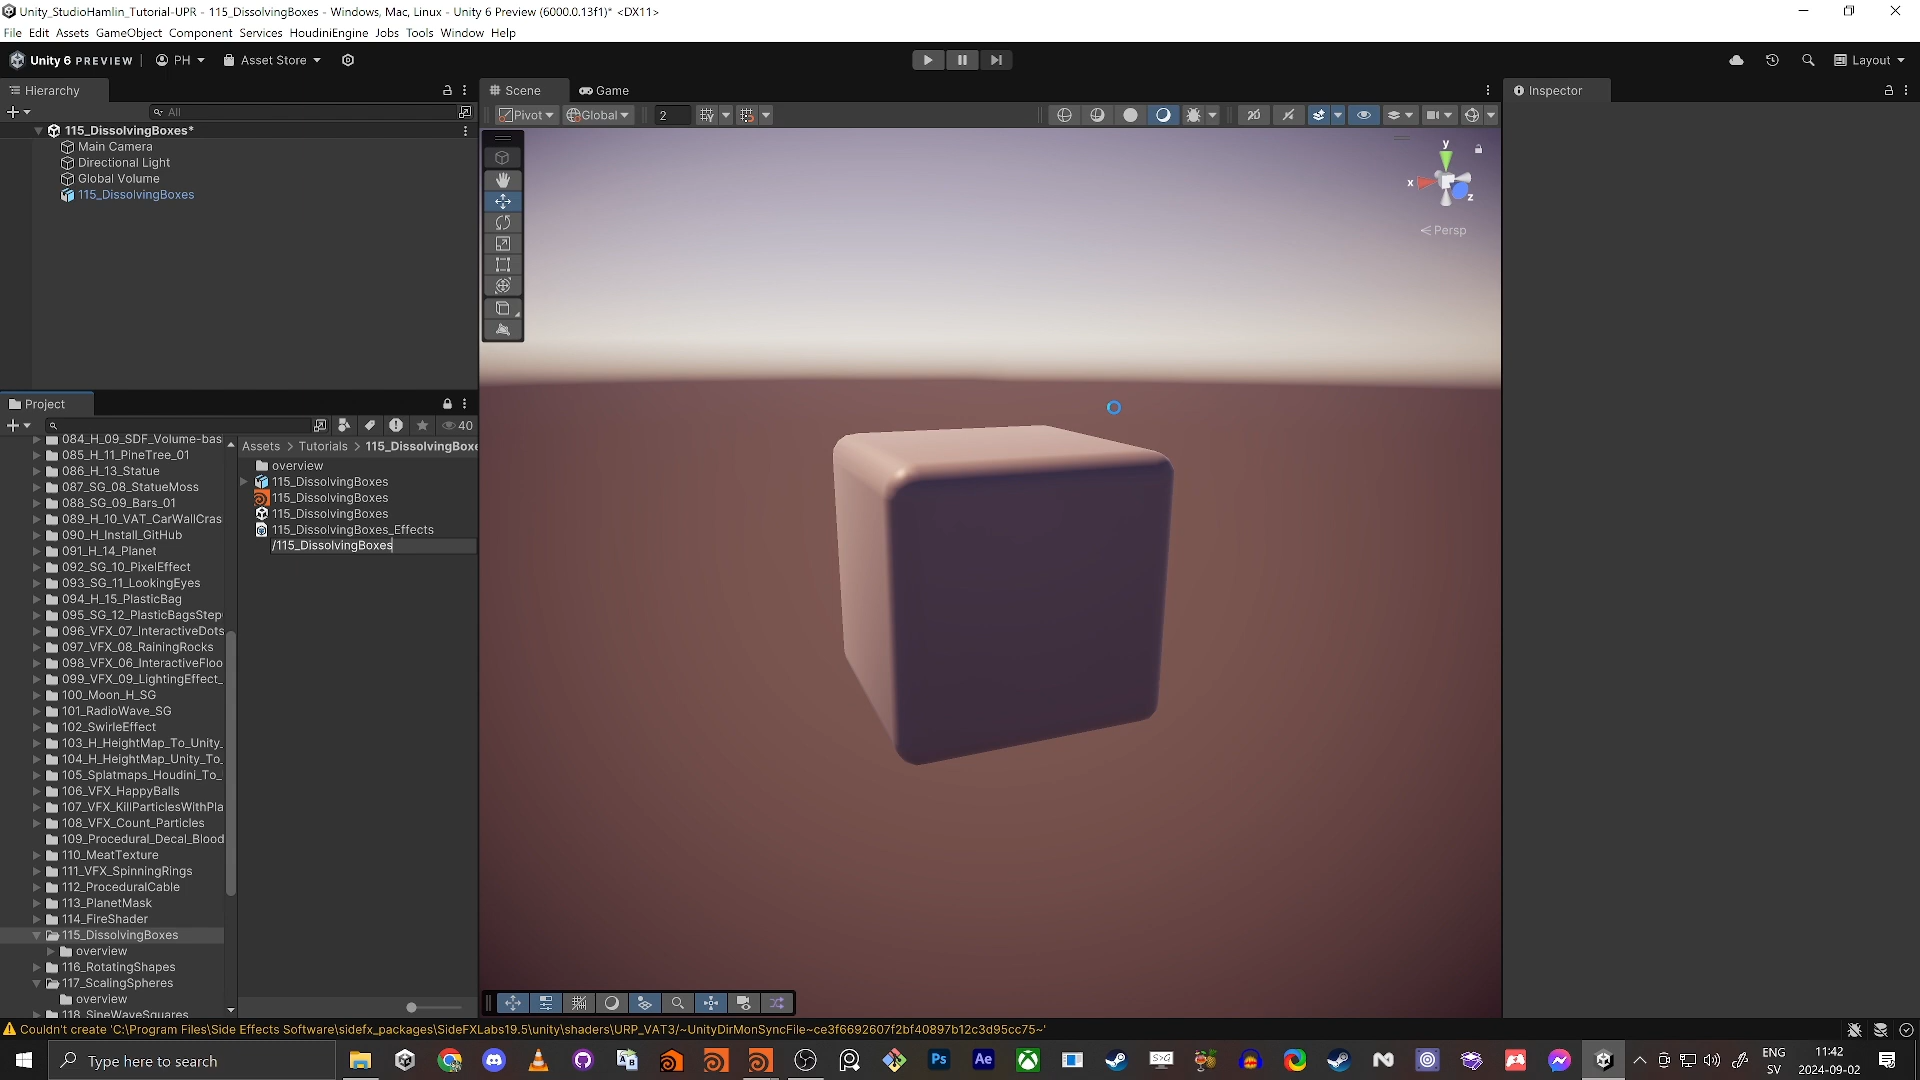 Unity_StudioHamlin_Tutorial-UPR - 115_DissolvingBoxes - Windows, Mac, Linux - Unity 6 Preview (6000.0.13f1)* <DX11>
File Edit Assets GameObject Component Services HoudiniEngine Jobs Tools Window Help
Unity 6 PREVIEW PH Asset Store Layout
Hierarchy
All
115_DissolvingBoxes*
Main Camera
Directional Light
Global Volume
115_DissolvingBoxes
Scene Game
Pivot Global 2 2D
y
x
z
Persp
Inspector
Project
40
084_H_09_SDF_Volume-bas
085_H_11_PineTree_01
086_H_13_Statue
087_SG_08_StatueMoss
088_SG_09_Bars_01
089_H_10_VAT_CarWallCras
090_H_Install_GitHub
091_H_14_Planet
092_SG_10_PixelEffect
093_SG_11_LookingEyes
094_H_15_PlasticBag
095_SG_12_PlasticBagsStep
096_VFX_07_InteractiveDots
097_VFX_08_RainingRocks
098_VFX_06_InteractiveFloo
099_VFX_09_LightingEffect_
100_Moon_H_SG
101_RadioWave_SG
102_SwirleEffect
103_H_HeightMap_To_Unity_
104_H_HeightMap_Unity_To_
105_Splatmaps_Houdini_To_
106_VFX_HappyBalls
107_VFX_KillParticlesWithPla
108_VFX_Count_Particles
109_Procedural_Decal_Blood
110_MeatTexture
111_VFX_SpinningRings
112_ProceduralCable
113_PlanetMask
114_FireShader
115_DissolvingBoxes
overview
116_RotatingShapes
117_ScalingSpheres
overview
118_SineWaveSquares
Assets > Tutorials > 115_DissolvingBoxe
overview
115_DissolvingBoxes
115_DissolvingBoxes
115_DissolvingBoxes
115_DissolvingBoxes_Effects
/115_DissolvingBoxes
Couldn't create 'C:\Program Files\Side Effects Software\sidefx_packages\SideFXLabs19.5\unity\shaders\URP_VAT3/~UnityDirMonSyncFile~ce3f6692607f2bf40897b12c3d95cc75~'
Type here to search
Ps
Ae
ENG
SV
11:42
2024-09-02